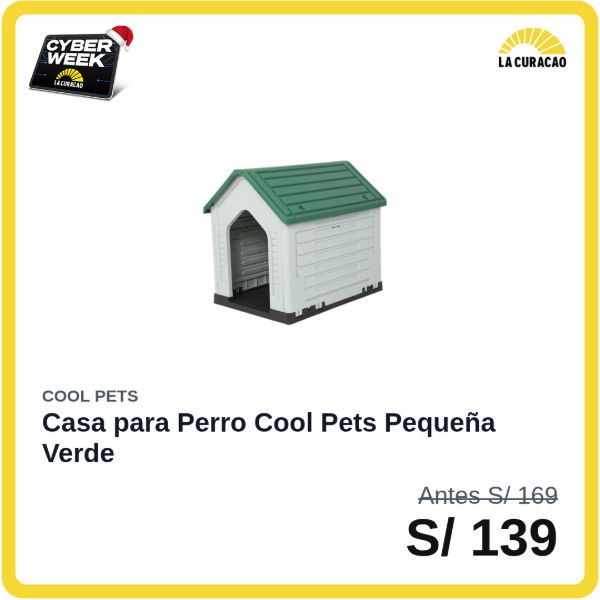 CYBER
WEEK
LA CURACAO
LA CURACAO
COOL PETS
Casa para Perro Cool Pets Pequeña
Verde
Antes S/ 169
S/ 139